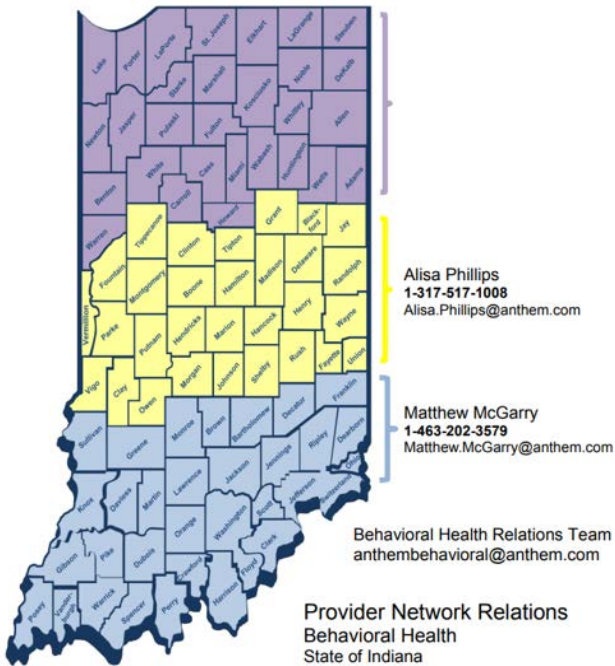 Lake
Porter
LaPorte
St. Joseph
Elkhart
LaGrange
Steuben
Noble
DeKalb
Starke
Marshall
Kosciusko
Whitley
Allen
Newton
Jasper
Pulaski
Fulton
Wabash
Huntington
Wells
Adams
Benton
White
Cass
Miami
Carroll
Howard
Warren
Tippecanoe
Clinton
Tipton
Grant
Black-
ford
Jay
Fountain
Montgomery
Boone
Hamilton
Madison
Delaware
Randolph
Vermillion
Parke
Putnam
Hendricks
Marion
Hancock
Henry
Wayne
Vigo
Clay
Owen
Morgan
Johnson
Shelby
Rush
Fayette
Union
Alisa Phillips
1-317-517-1008
Alisa.Phillips@anthem.com
Sullivan
Greene
Monroe
Brown
Bartholomew
Decatur
Franklin
Matthew McGarry
1-463-202-3579
Matthew.McGarry@anthem.com
Knox
Daviess
Martin
Lawrence
Jackson
Jennings
Ripley
Dearborn
Ohio
Switzerland
Jefferson
Scott
Washington
Orange
Clark
Floyd
Harrison
Crawford
Gibson
Pike
Dubois
Posey
Vander-
burgh
Warrick
Spencer
Perry
Behavioral Health Relations Team
anthembehavioral@anthem.com
Provider Network Relations
Behavioral Health
State of Indiana